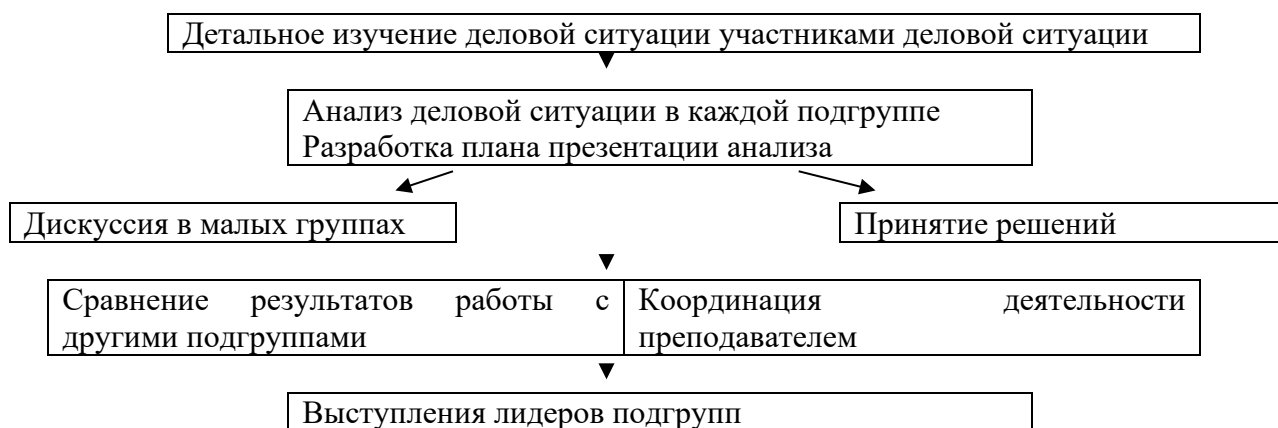 Детальное изучение деловой ситуации участниками деловой ситуации
Анализ деловой ситуации в каждой подгруппе
Разработка плана презентации анализа
Дискуссия в малых группах
Принятие решений
Сравнение результатов работы с
другими подгруппами
Координация деятельности
преподавателем
Выступления лидеров подгрупп